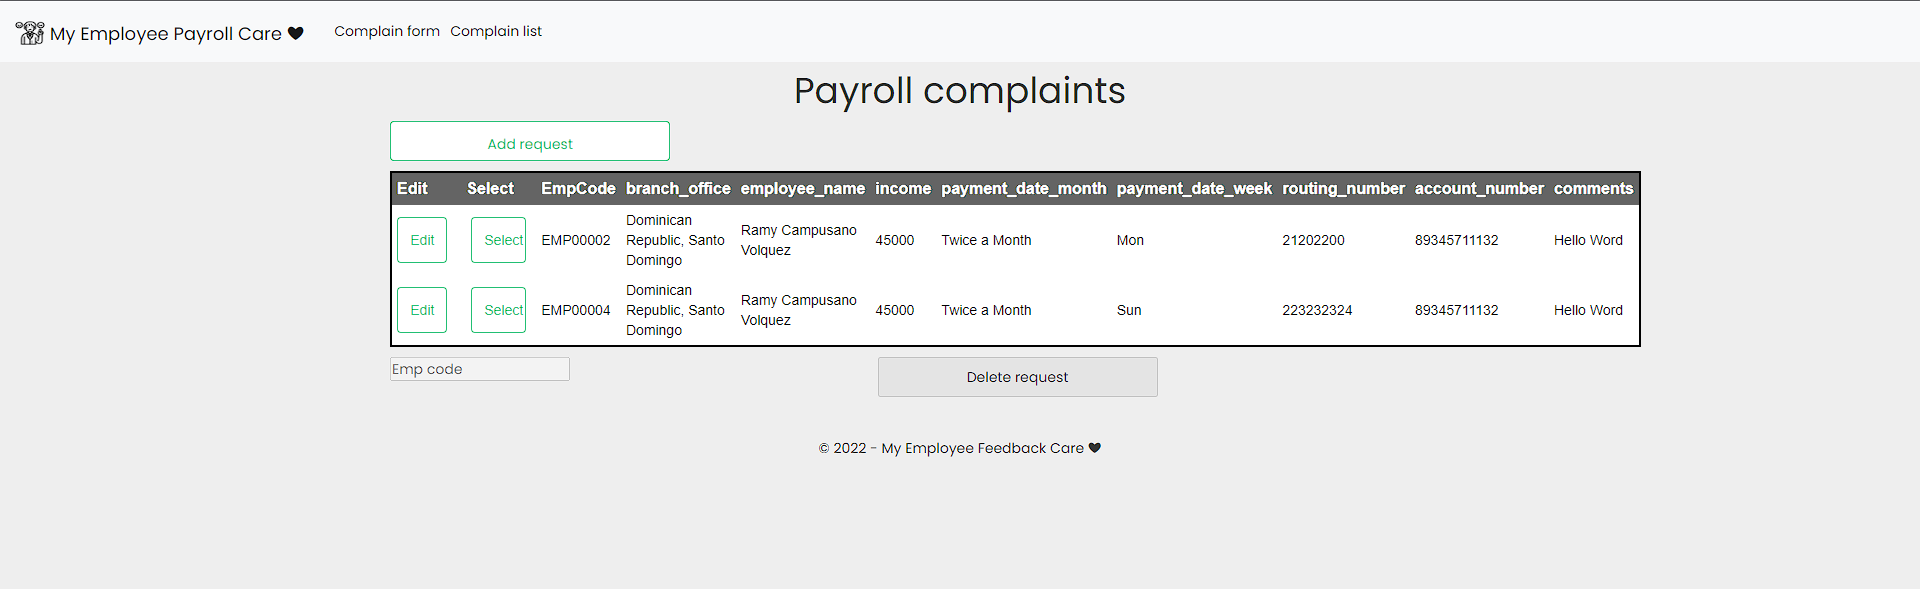 My Employee Payroll Care 🖤 Complain form Complain list
Payroll complaints
Add request
Edit Select EmpCode branch_office employee_name income payment_date_month payment_date_week routing_number account_number comments
Edit Select EMP00002 Dominican Republic, Santo Domingo Ramy Campusano Volquez 45000 Twice a Month Mon 21202200 89345711132 Hello Word
Edit Select EMP00004 Dominican Republic, Santo Domingo Ramy Campusano Volquez 45000 Twice a Month Sun 223232324 89345711132 Hello Word
Emp code Delete request
© 2022 - My Employee Feedback Care 🖤